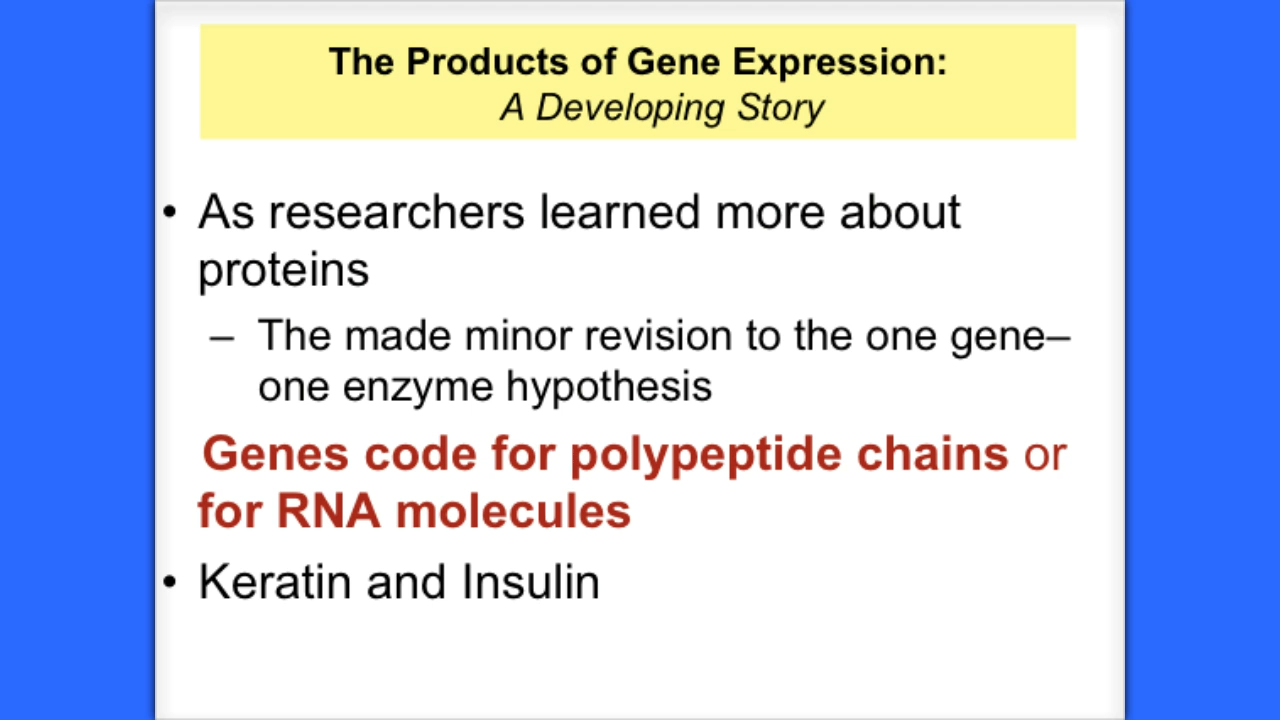 The Products of Gene Expression:
A Developing Story
• As researchers learned more about
proteins
– The made minor revision to the one gene–
one enzyme hypothesis
Genes code for polypeptide chains or
for RNA molecules
• Keratin and Insulin